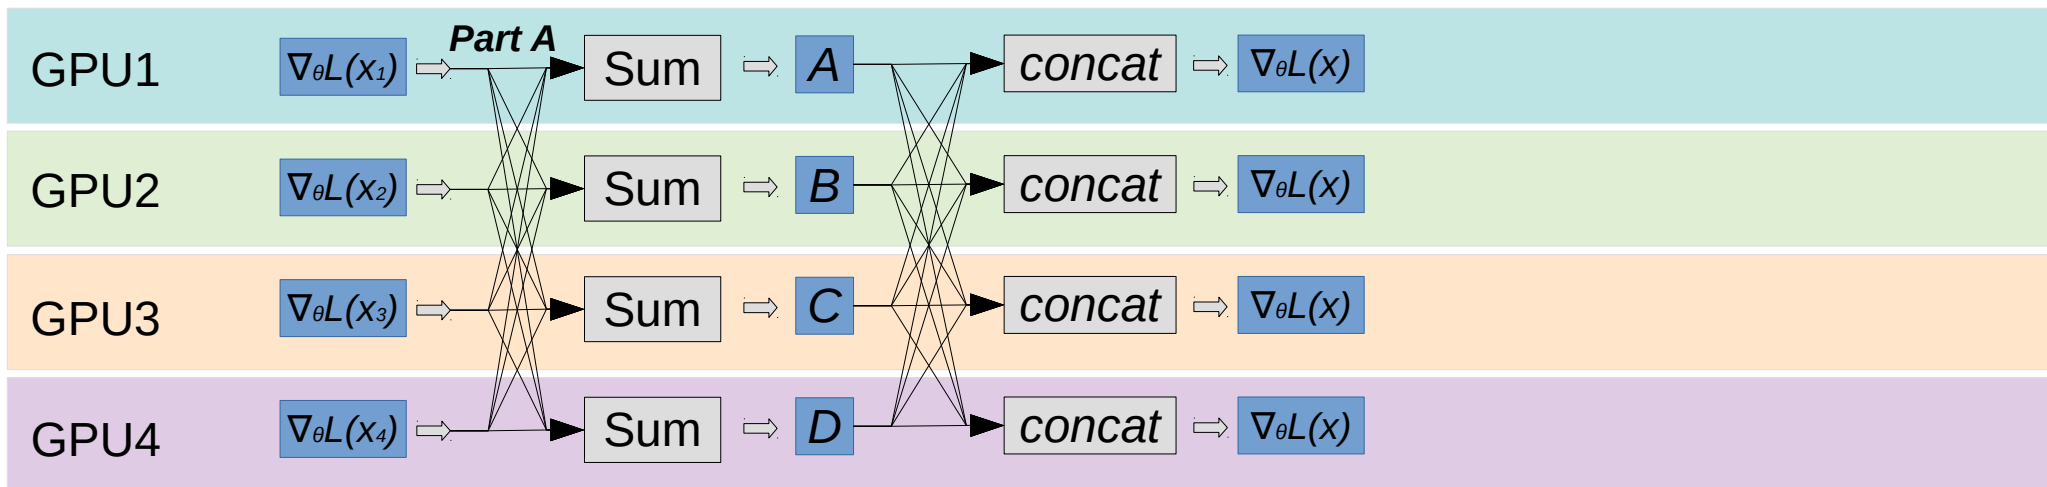 Part A
GPU1 ∇θL(x₁) Sum A concat ∇θL(x)
GPU2 ∇θL(x₂) Sum B concat ∇θL(x)
GPU3 ∇θL(x₃) Sum C concat ∇θL(x)
GPU4 ∇θL(x₄) Sum D concat ∇θL(x)